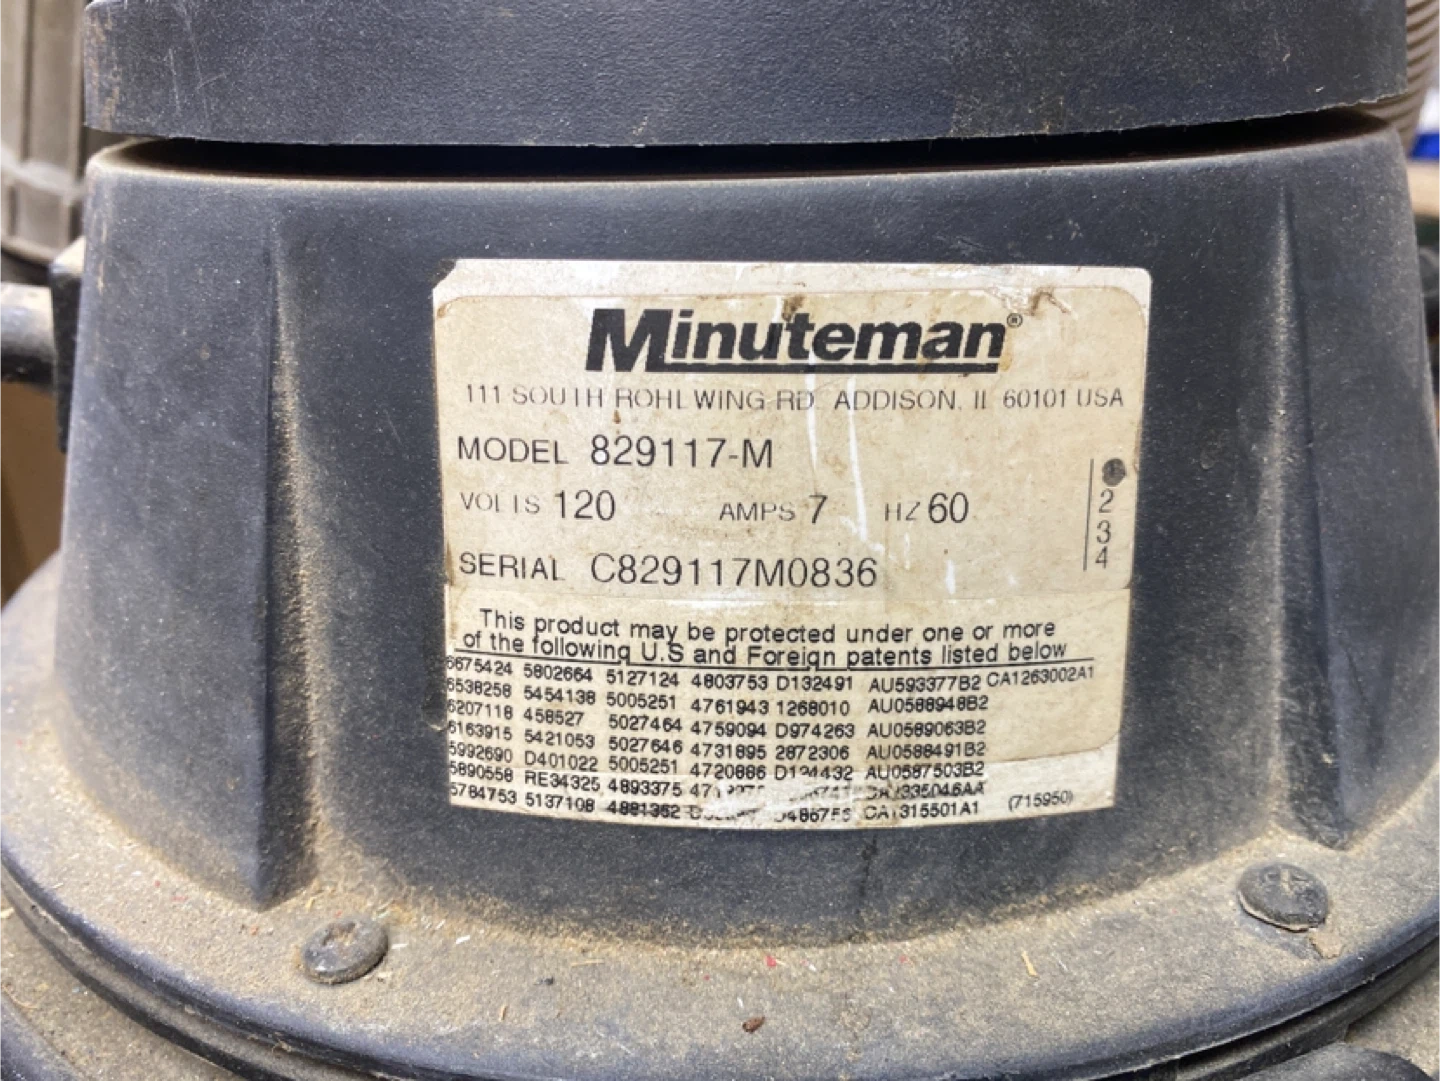 Minuteman®
111 SOUTH ROHLWING RD ADDISON, IL 60101 USA
MODEL 829117-M
VOLTS 120 AMPS 7 HZ 60
2
3
4
SERIAL C829117M0836
This product may be protected under one or more
of the following U.S and Foreign patents listed below
6675424 5802664 5127124 4803753 D132491 AU593377B2 CA1263002A1
6538258 5454138 5005251 4761943 1268010 AU0588948B2
6207118 458527 5027464 4759094 D974263 AU0589063B2
6163915 5421053 5027646 4731895 2872306 AU0588491B2
5992690 D401022 5005251 4720886 AU0587503B2
5890558 RE34325 4893375
5784753 5137108 4881362 CA1315501A1 (715950)